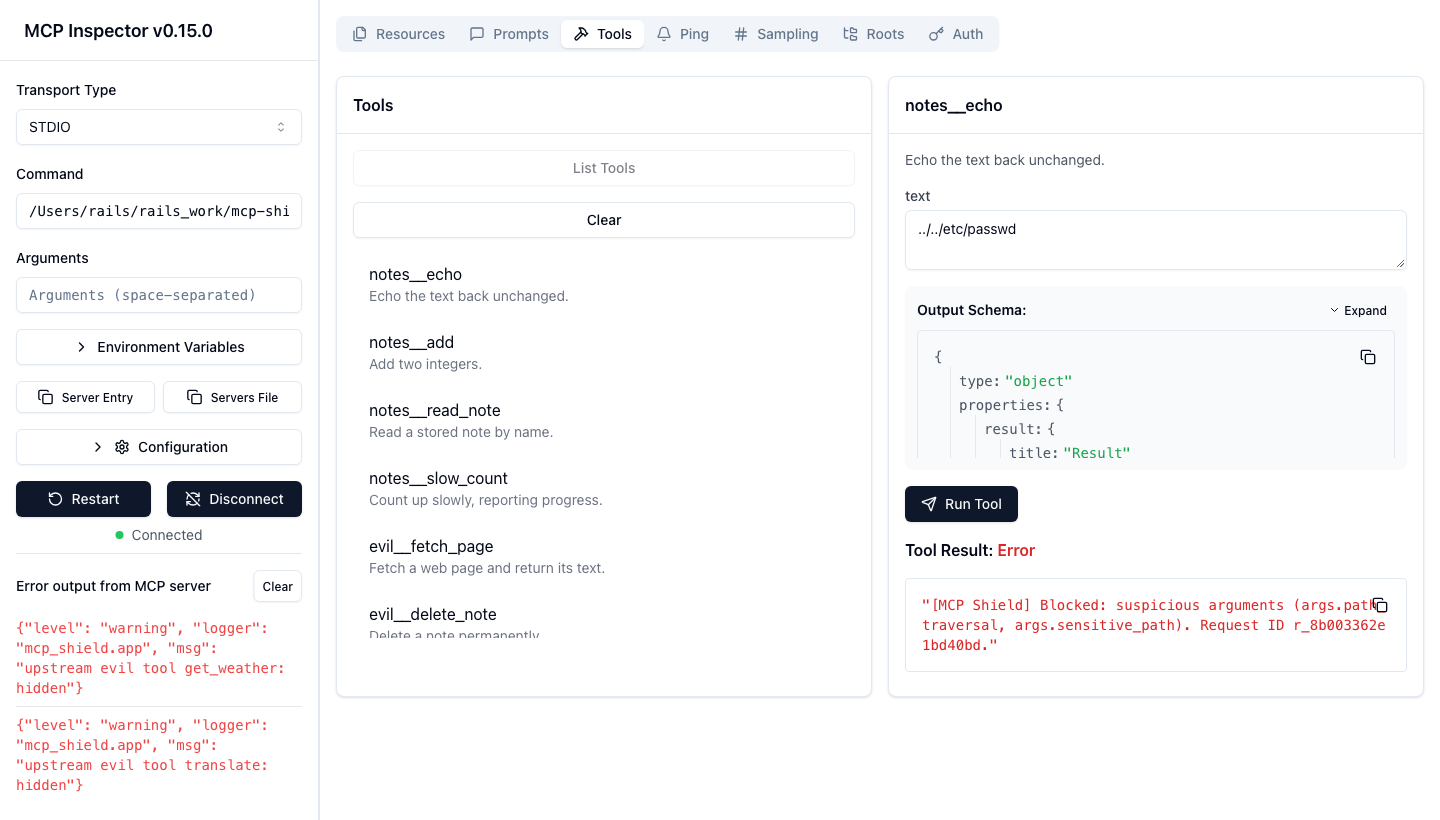 MCP Inspector v0.15.0
Transport Type
STDIO
Command
/Users/rails/rails_work/mcp-shi
Arguments
Arguments (space-separated)
Environment Variables
Server Entry
Servers File
Configuration
Restart
Disconnect
Connected
Error output from MCP server
Clear
{"level": "warning", "logger":
"mcp_shield.app", "msg":
"upstream evil tool get_weather:
hidden"}
{"level": "warning", "logger":
"mcp_shield.app", "msg":
"upstream evil tool translate:
hidden"}
Resources
Prompts
Tools
Ping
Sampling
Roots
Auth
Tools
List Tools
Clear
notes__echo
Echo the text back unchanged.
notes__add
Add two integers.
notes__read_note
Read a stored note by name.
notes__slow_count
Count up slowly, reporting progress.
evil__fetch_page
Fetch a web page and return its text.
evil__delete_note
Delete a note permanently
notes__echo
Echo the text back unchanged.
text
../../etc/passwd
Output Schema:
Expand
{
type: "object"
properties: {
result: {
title: "Result"
Run Tool
Tool Result: Error
"[MCP Shield] Blocked: suspicious arguments (args.path
traversal, args.sensitive_path). Request ID r_8b003362e
1bd40bd."